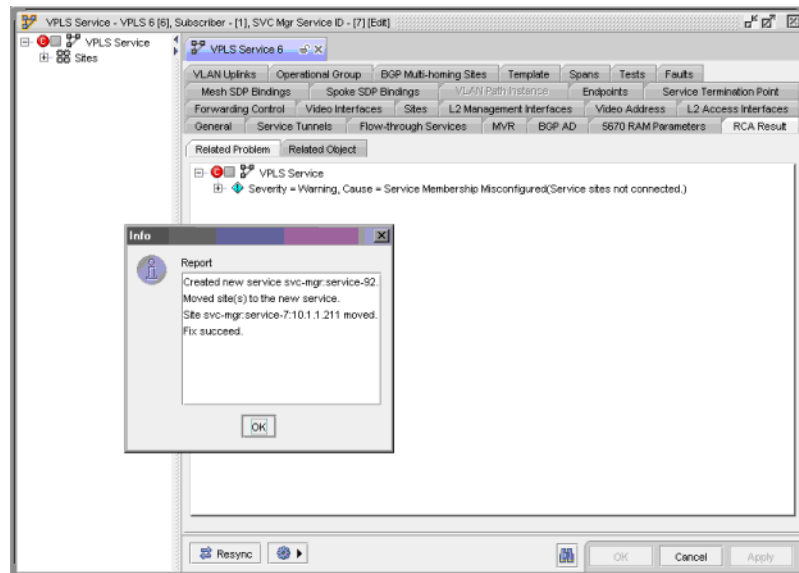 VPLS Service - VPLS 6 [6], Subscriber - [1], SVC Mgr Service ID - [7] [Edit]
VPLS Service
Sites
VPLS Service 6
VLAN Uplinks Operational Group BGP Multi-homing Sites Template Spans Tests Faults
Mesh SDP Bindings Spoke SDP Bindings VLAN Path Instance Endpoints Service Termination Point
Forwarding Control Video Interfaces Sites L2 Management Interfaces Video Address L2 Access Interfaces
General Service Tunnels Flow-through Services MVR BGP AD 5670 RAM Parameters RCA Result
Related Problem Related Object
C VPLS Service
Severity = Warning, Cause = Service Membership Misconfigured(Service sites not connected.)
Info
Report
Created new service svc-mgr:service-92.
Moved site(s) to the new service.
Site svc-mgr:service-7:10.1.1.211 moved.
Fix succeed.
OK
Resync
OK Cancel Apply